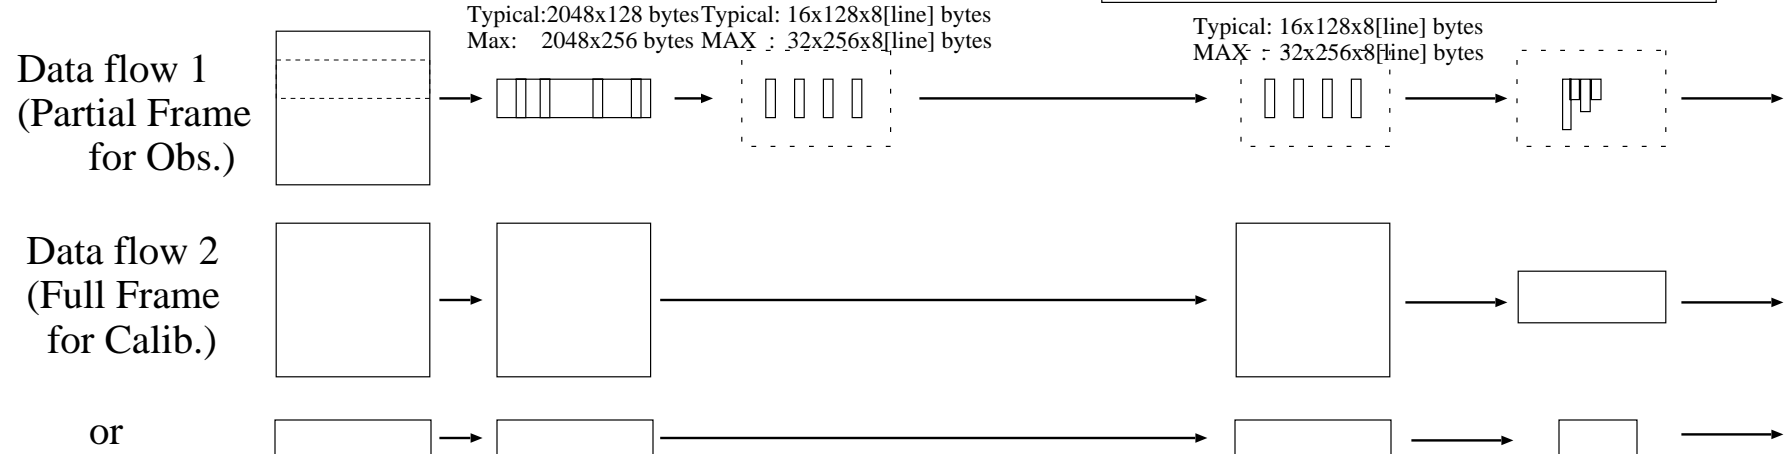 Typical:2048x128 bytes Typical: 16x128x8[line] bytes
Max: 2048x256 bytes MAX : 32x256x8[line] bytes
Typical: 16x128x8[line] bytes
MAX : 32x256x8[line] bytes
Data flow 1
(Partial Frame
for Obs.)
Data flow 2
(Full Frame
for Calib.)
or